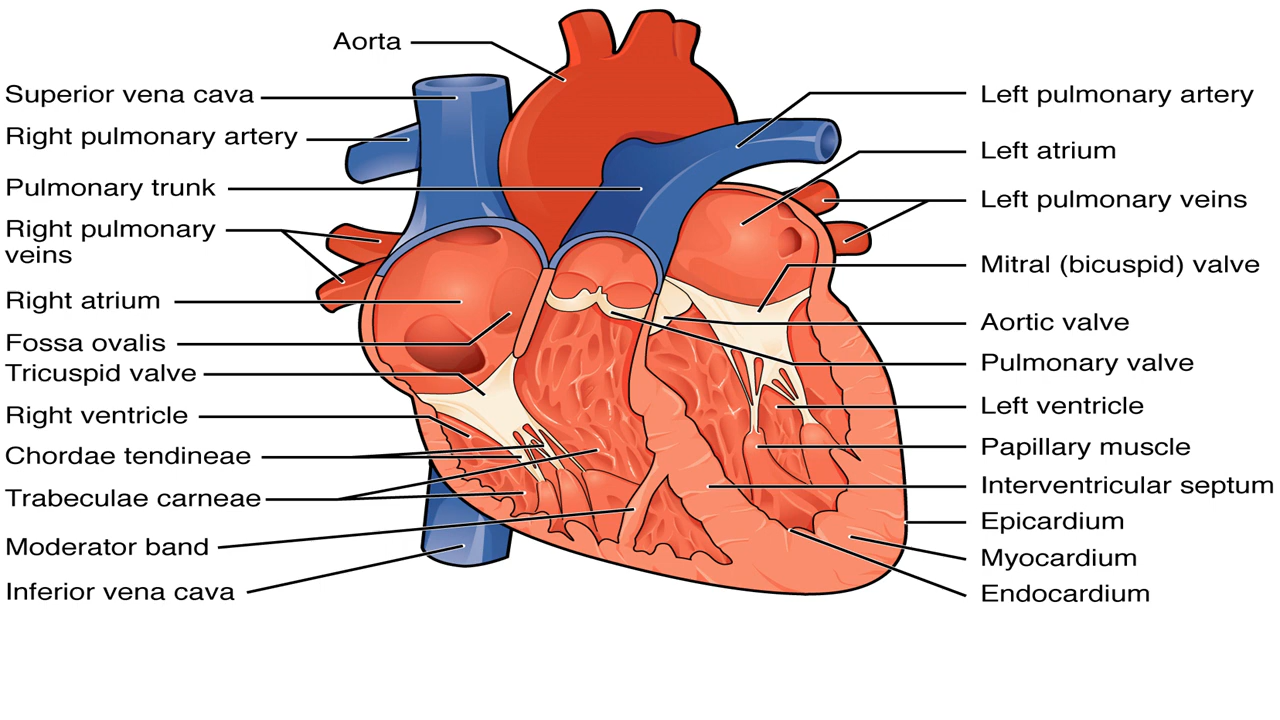 Aorta
Superior vena cava
Right pulmonary artery
Pulmonary trunk
Right pulmonary
veins
Right atrium
Fossa ovalis
Tricuspid valve
Right ventricle
Chordae tendineae
Trabeculae carneae
Moderator band
Inferior vena cava
Left pulmonary artery
Left atrium
Left pulmonary veins
Mitral (bicuspid) valve
Aortic valve
Pulmonary valve
Left ventricle
Papillary muscle
Interventricular septum
Epicardium
Myocardium
Endocardium